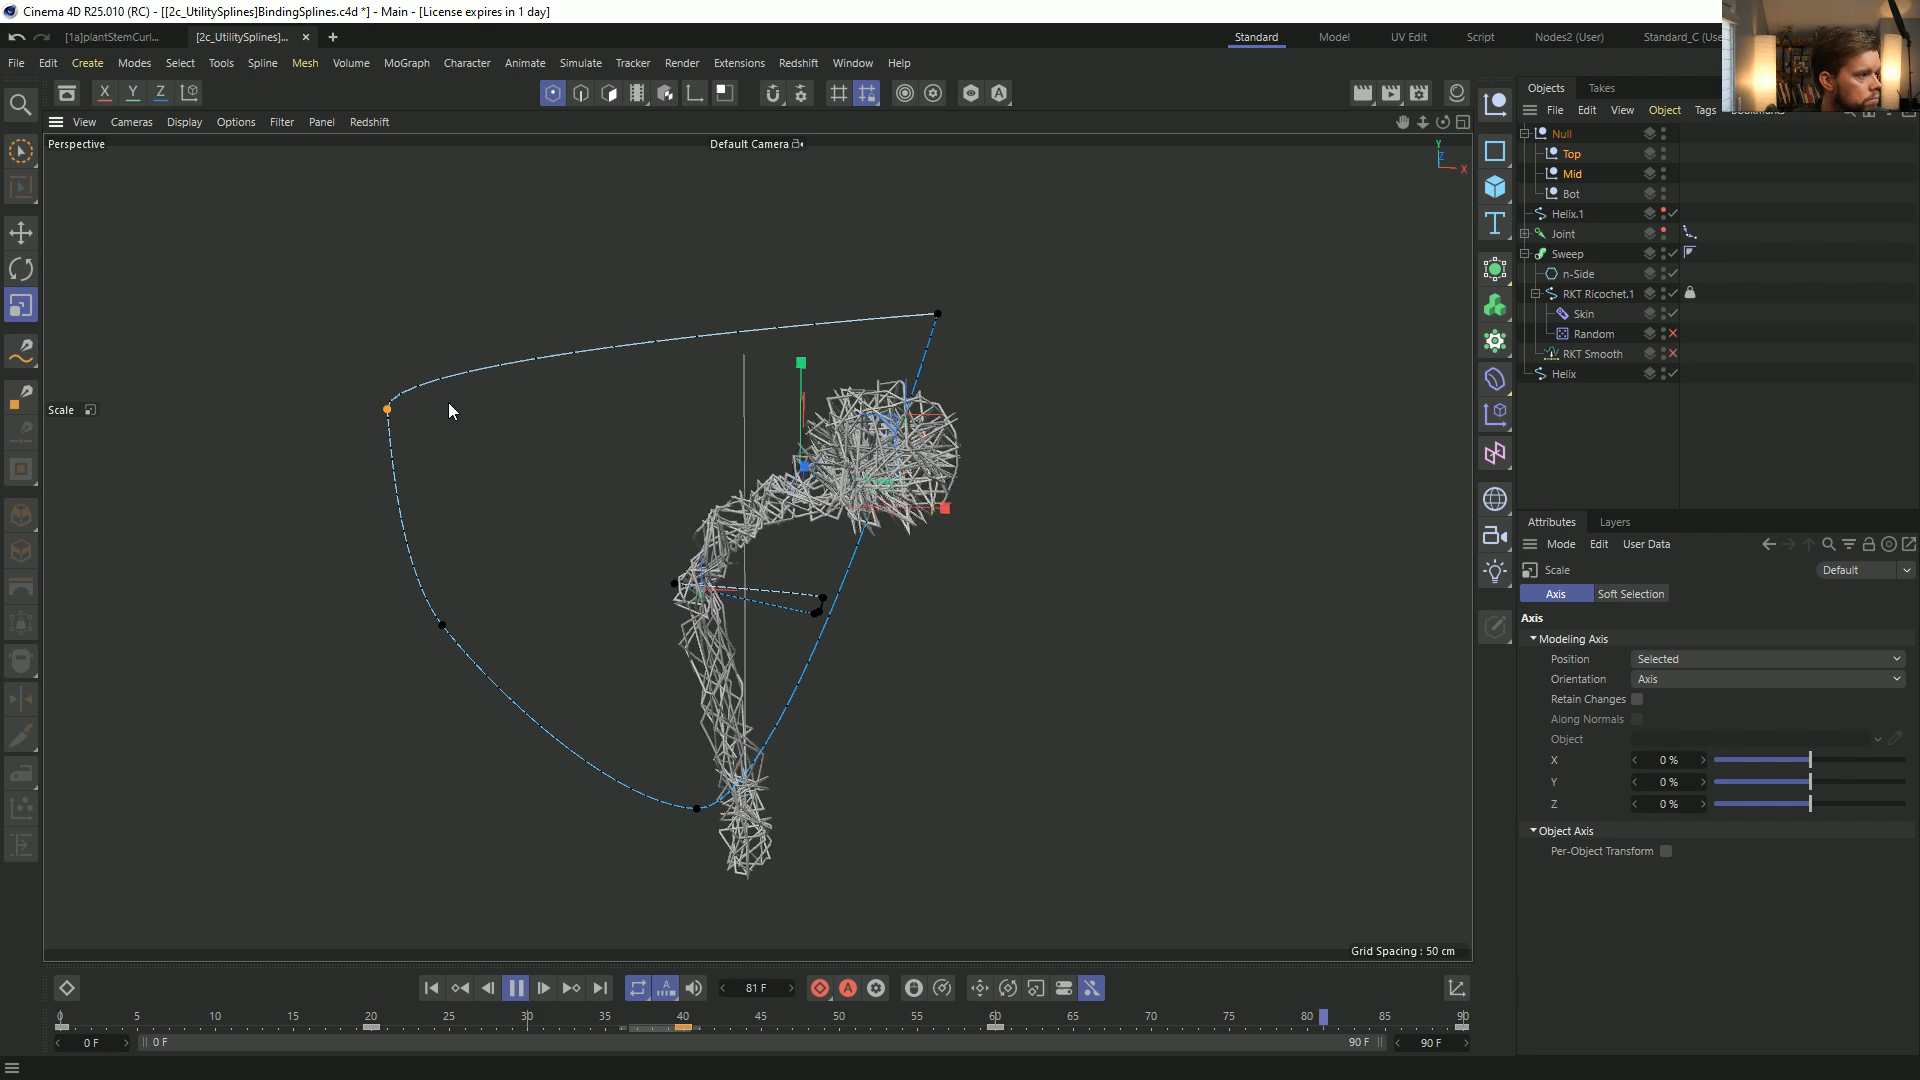 Cinema 4D R25.010 (RC) - [[2c_UtilitySplines]BindingSplines.c4d *] - Main - [License expires in 1 day]
[1a]plantStemCurl... [2c_UtilitySplines]... × + Standard Model UV Edit Script Nodes2 (User) Standard_C (Use
File Edit Create Modes Select Tools Spline Mesh Volume MoGraph Character Animate Simulate Tracker Render Extensions Redshift Window Help
X Y Z
Objects Takes
File Edit View Object Tags
View Cameras Display Options Filter Panel Redshift
Perspective Default Camera
Y
Z
X
Null
Top
Mid
Bot
Helix.1
Joint
Sweep
n-Side
RKT Ricochet.1
Skin
Random
RKT Smooth
Helix
Scale
Attributes Layers
Mode Edit User Data
Scale Default
Axis Soft Selection
Axis
Modeling Axis
Position Selected
Orientation Axis
Retain Changes
Along Normals
Object
X 0 %
Y 0 %
Z 0 %
Object Axis
Per-Object Transform
Grid Spacing : 50 cm
81 F
0 5 10 15 20 25 30 35 40 45 50 55 60 65 70 75 80 85 90
0 F 0 F 90 F 90 F